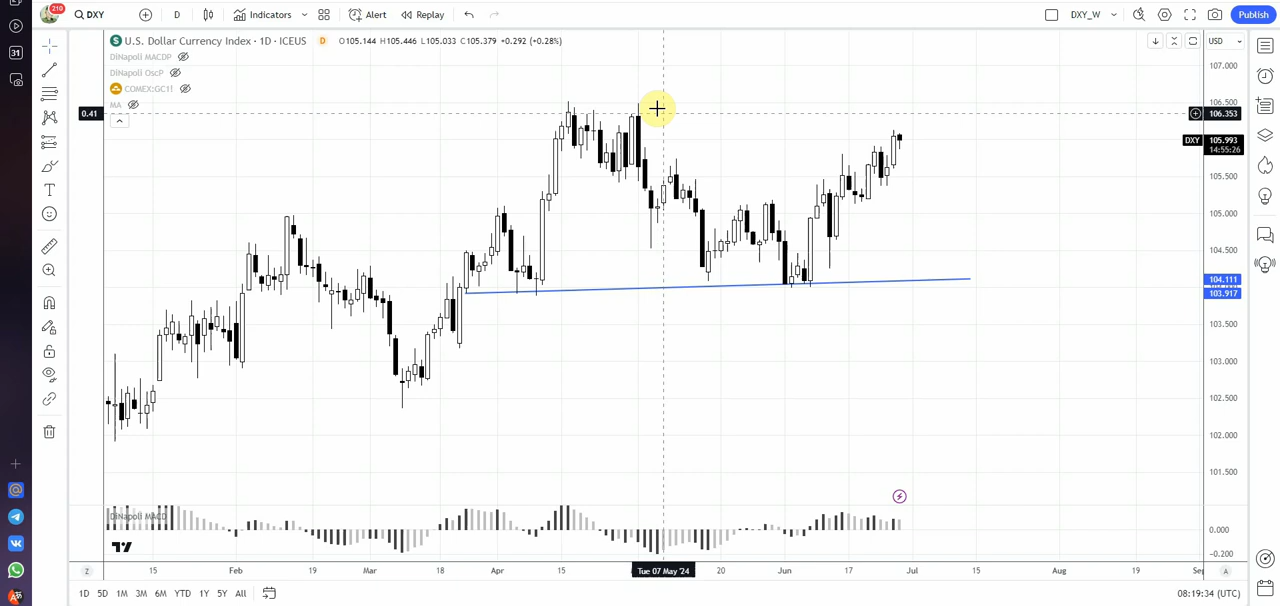 210
DXY
D
Indicators
Alert
Replay
DXY_W
Publish
31
$ U.S. Dollar Currency Index · 1D · ICEUS D O105.144 H105.446 L105.033 C105.379 +0.292 (+0.28%)
USD
DiNapoli MACDP
DiNapoli OscP
COMEX:GC1!
MA
0.41
107.000
106.500
106.353
DXY 105.993
14:55:26
105.500
105.000
104.500
104.111
103.917
103.500
103.000
102.500
102.000
101.500
DiNapoli MACD
0.000
-0.200
Z
15
Feb
19
Mar
18
Apr
15
Tue 07 May '24
20
Jun
17
Jul
15
Aug
19
Sep
A
1D 5D 1M 3M 6M YTD 1Y 5Y All
08:19:34 (UTC)